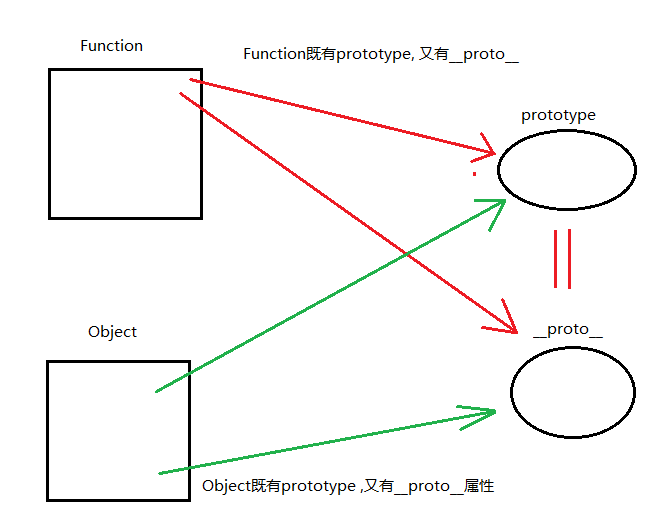 Function
Function既有prototype, 又有__proto__
prototype
Object
__proto__
Object既有prototype ,又有__proto__属性